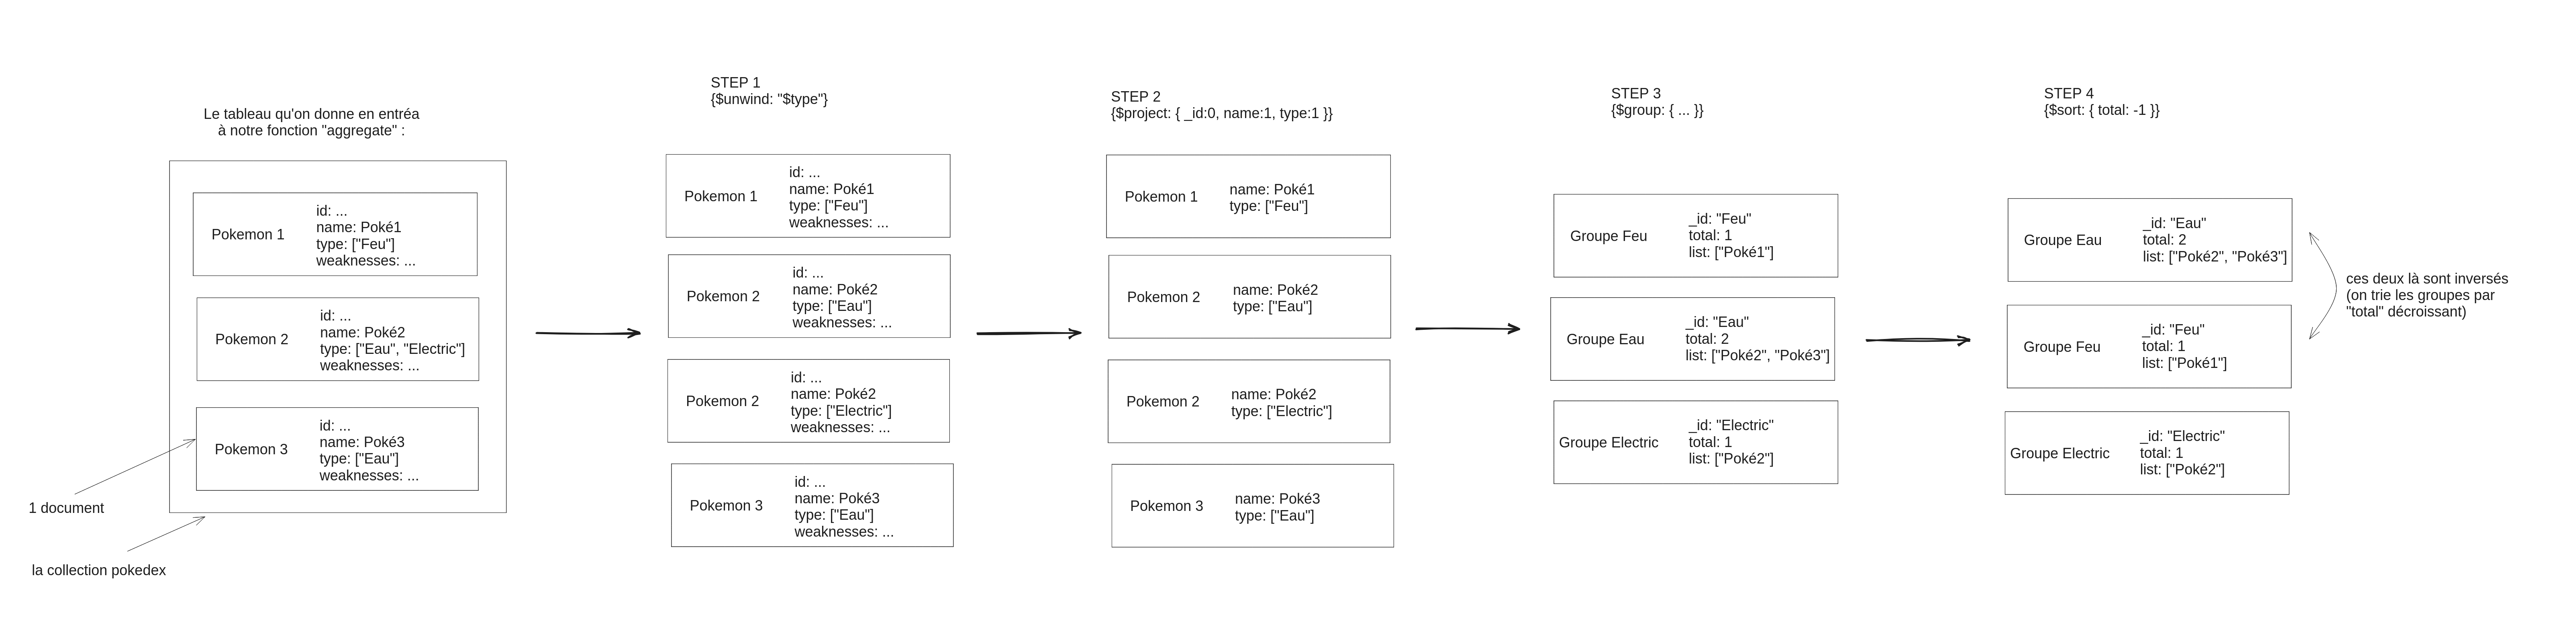 Le tableau qu'on donne en entréa
à notre fonction "aggregate" :
Pokemon 1
id: ...
name: Poké1
type: ["Feu"]
weaknesses: ...
Pokemon 2
id: ...
name: Poké2
type: ["Eau", "Electric"]
weaknesses: ...
Pokemon 3
id: ...
name: Poké3
type: ["Eau"]
weaknesses: ...
1 document
la collection pokedex
STEP 1
{$unwind: "$type"}
Pokemon 1
id: ...
name: Poké1
type: ["Feu"]
weaknesses: ...
Pokemon 2
id: ...
name: Poké2
type: ["Eau"]
weaknesses: ...
Pokemon 2
id: ...
name: Poké2
type: ["Electric"]
weaknesses: ...
Pokemon 3
id: ...
name: Poké3
type: ["Eau"]
weaknesses: ...
STEP 2
{$project: { _id:0, name:1, type:1 }}
Pokemon 1
name: Poké1
type: ["Feu"]
Pokemon 2
name: Poké2
type: ["Eau"]
Pokemon 2
name: Poké2
type: ["Electric"]
Pokemon 3
name: Poké3
type: ["Eau"]
STEP 3
{$group: { ... }}
Groupe Feu
_id: "Feu"
total: 1
list: ["Poké1"]
Groupe Eau
_id: "Eau"
total: 2
list: ["Poké2", "Poké3"]
Groupe Electric
_id: "Electric"
total: 1
list: ["Poké2"]
STEP 4
{$sort: { total: -1 }}
Groupe Eau
_id: "Eau"
total: 2
list: ["Poké2", "Poké3"]
Groupe Feu
_id: "Feu"
total: 1
list: ["Poké1"]
Groupe Electric
_id: "Electric"
total: 1
list: ["Poké2"]
ces deux là sont inversés
(on trie les groupes par
"total" décroissant)